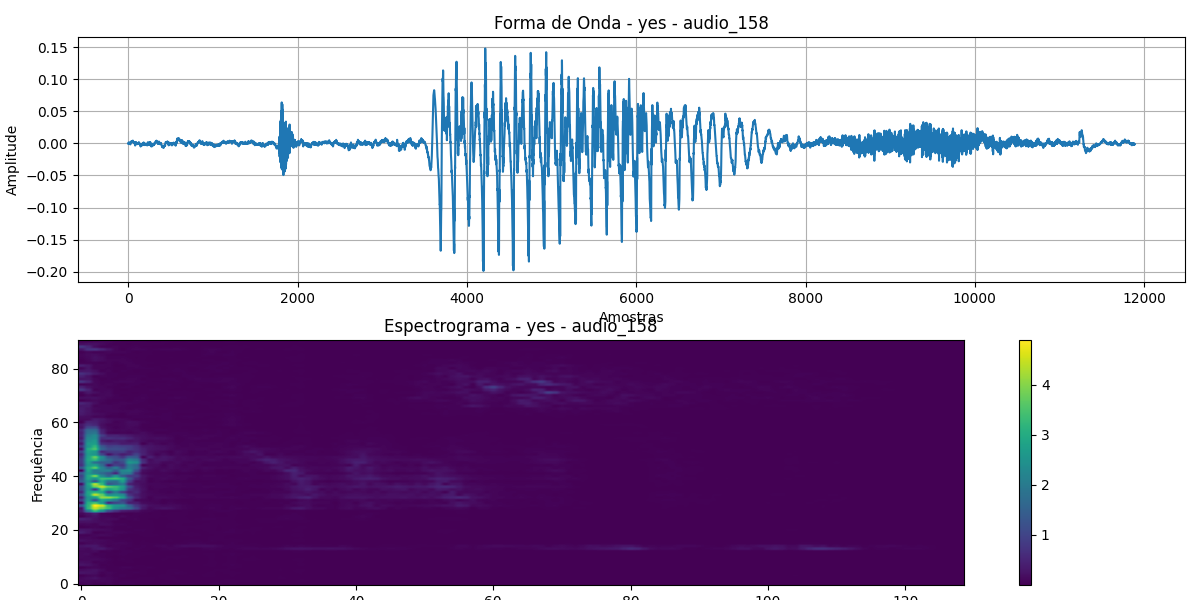 Forma de Onda - yes - audio_158
0.15
0.10
0.05
0.00
−0.05
−0.10
−0.15
−0.20
Amplitude
0 2000 4000 6000 8000 10000 12000
Amostras
Espectrograma - yes - audio_158
80
60
40
20
0
Frequência
0 20 40 60 80 100 120
4
3
2
1